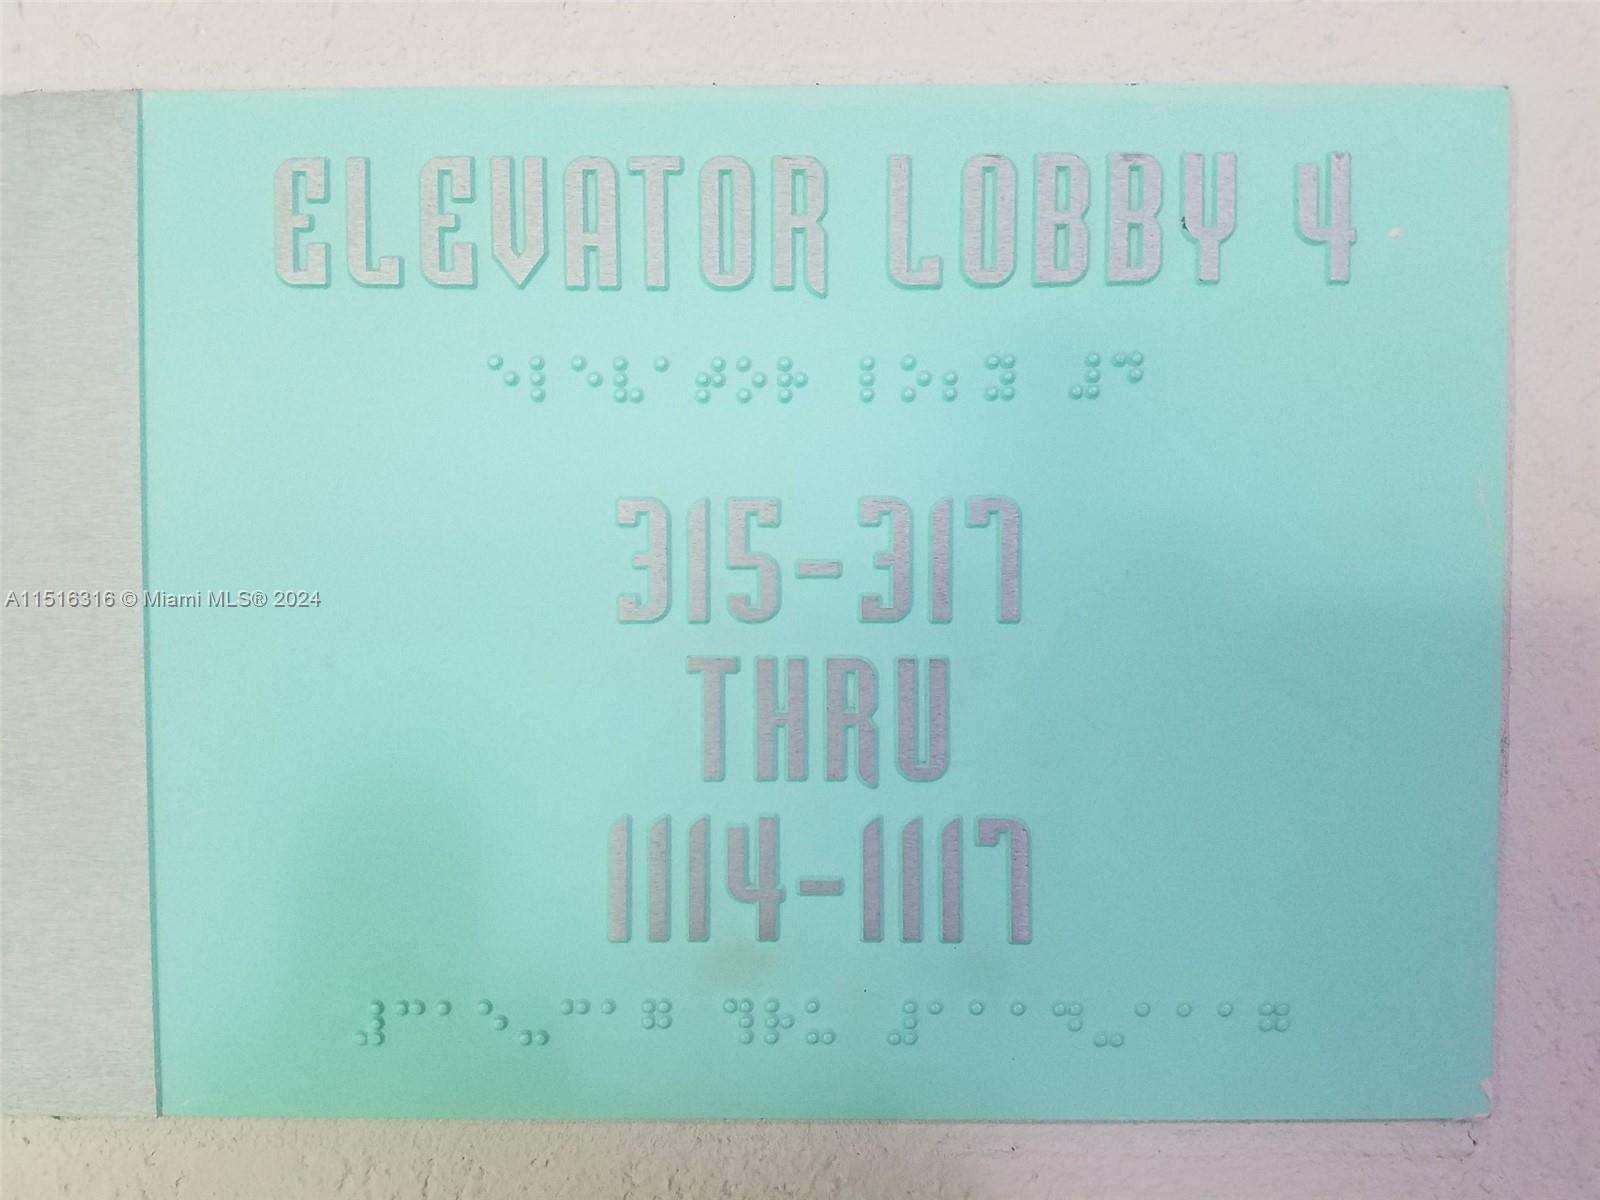 ELEVATOR LOBBY 4
315-317
A11516316 © Miami MLS® 2024
THRU
1114-1117